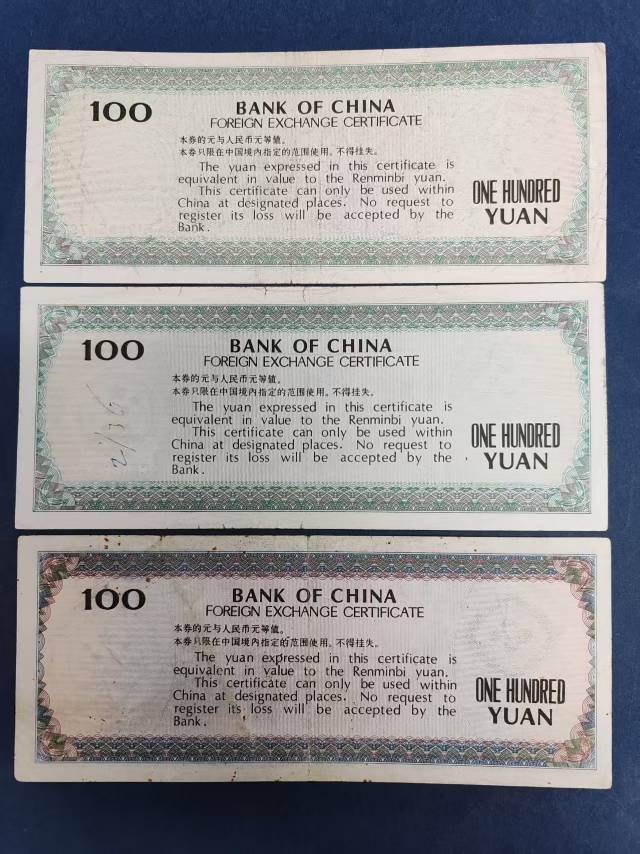 100
BANK OF CHINA
FOREIGN EXCHANGE CERTIFICATE
本券的元与人民币元等值。
本券只限在中国境内指定的范围使用，不得挂失。
The yuan expressed in this certificate is
equivalent in value to the Renminbi yuan.
This certificate can only be used within
China at designated places. No request to
register its loss will be accepted by the
Bank.
ONE HUNDRED
YUAN
100
BANK OF CHINA
FOREIGN EXCHANGE CERTIFICATE
本券的元与人民币元等值。
本券只限在中国境内指定的范围使用，不得挂失。
The yuan expressed in this certificate is
equivalent in value to the Renminbi yuan.
This certificate can only be used within
China at designated places. No request to
register its loss will be accepted by the
Bank.
ONE HUNDRED
YUAN
100
BANK OF CHINA
FOREIGN EXCHANGE CERTIFICATE
本券的元与人民币元等值。
本券只限在中国境内指定的范围使用，不得挂失。
The yuan expressed in this certificate is
equivalent in value to the Renminbi yuan.
This certificate can only be used within
China at designated places. No request to
register its loss will be accepted by the
Bank.
ONE HUNDRED
YUAN